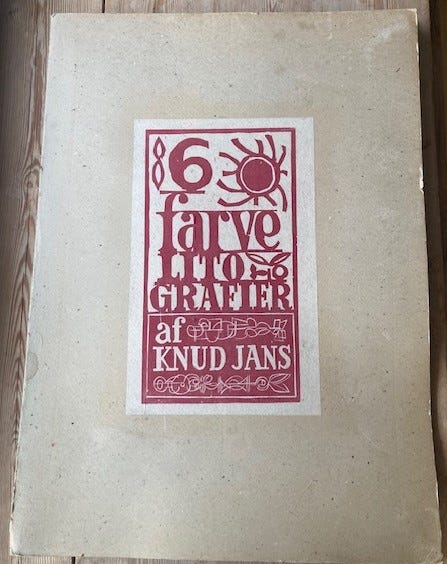 6
farve
LITO
GRAFIER
af
KNUD JANS